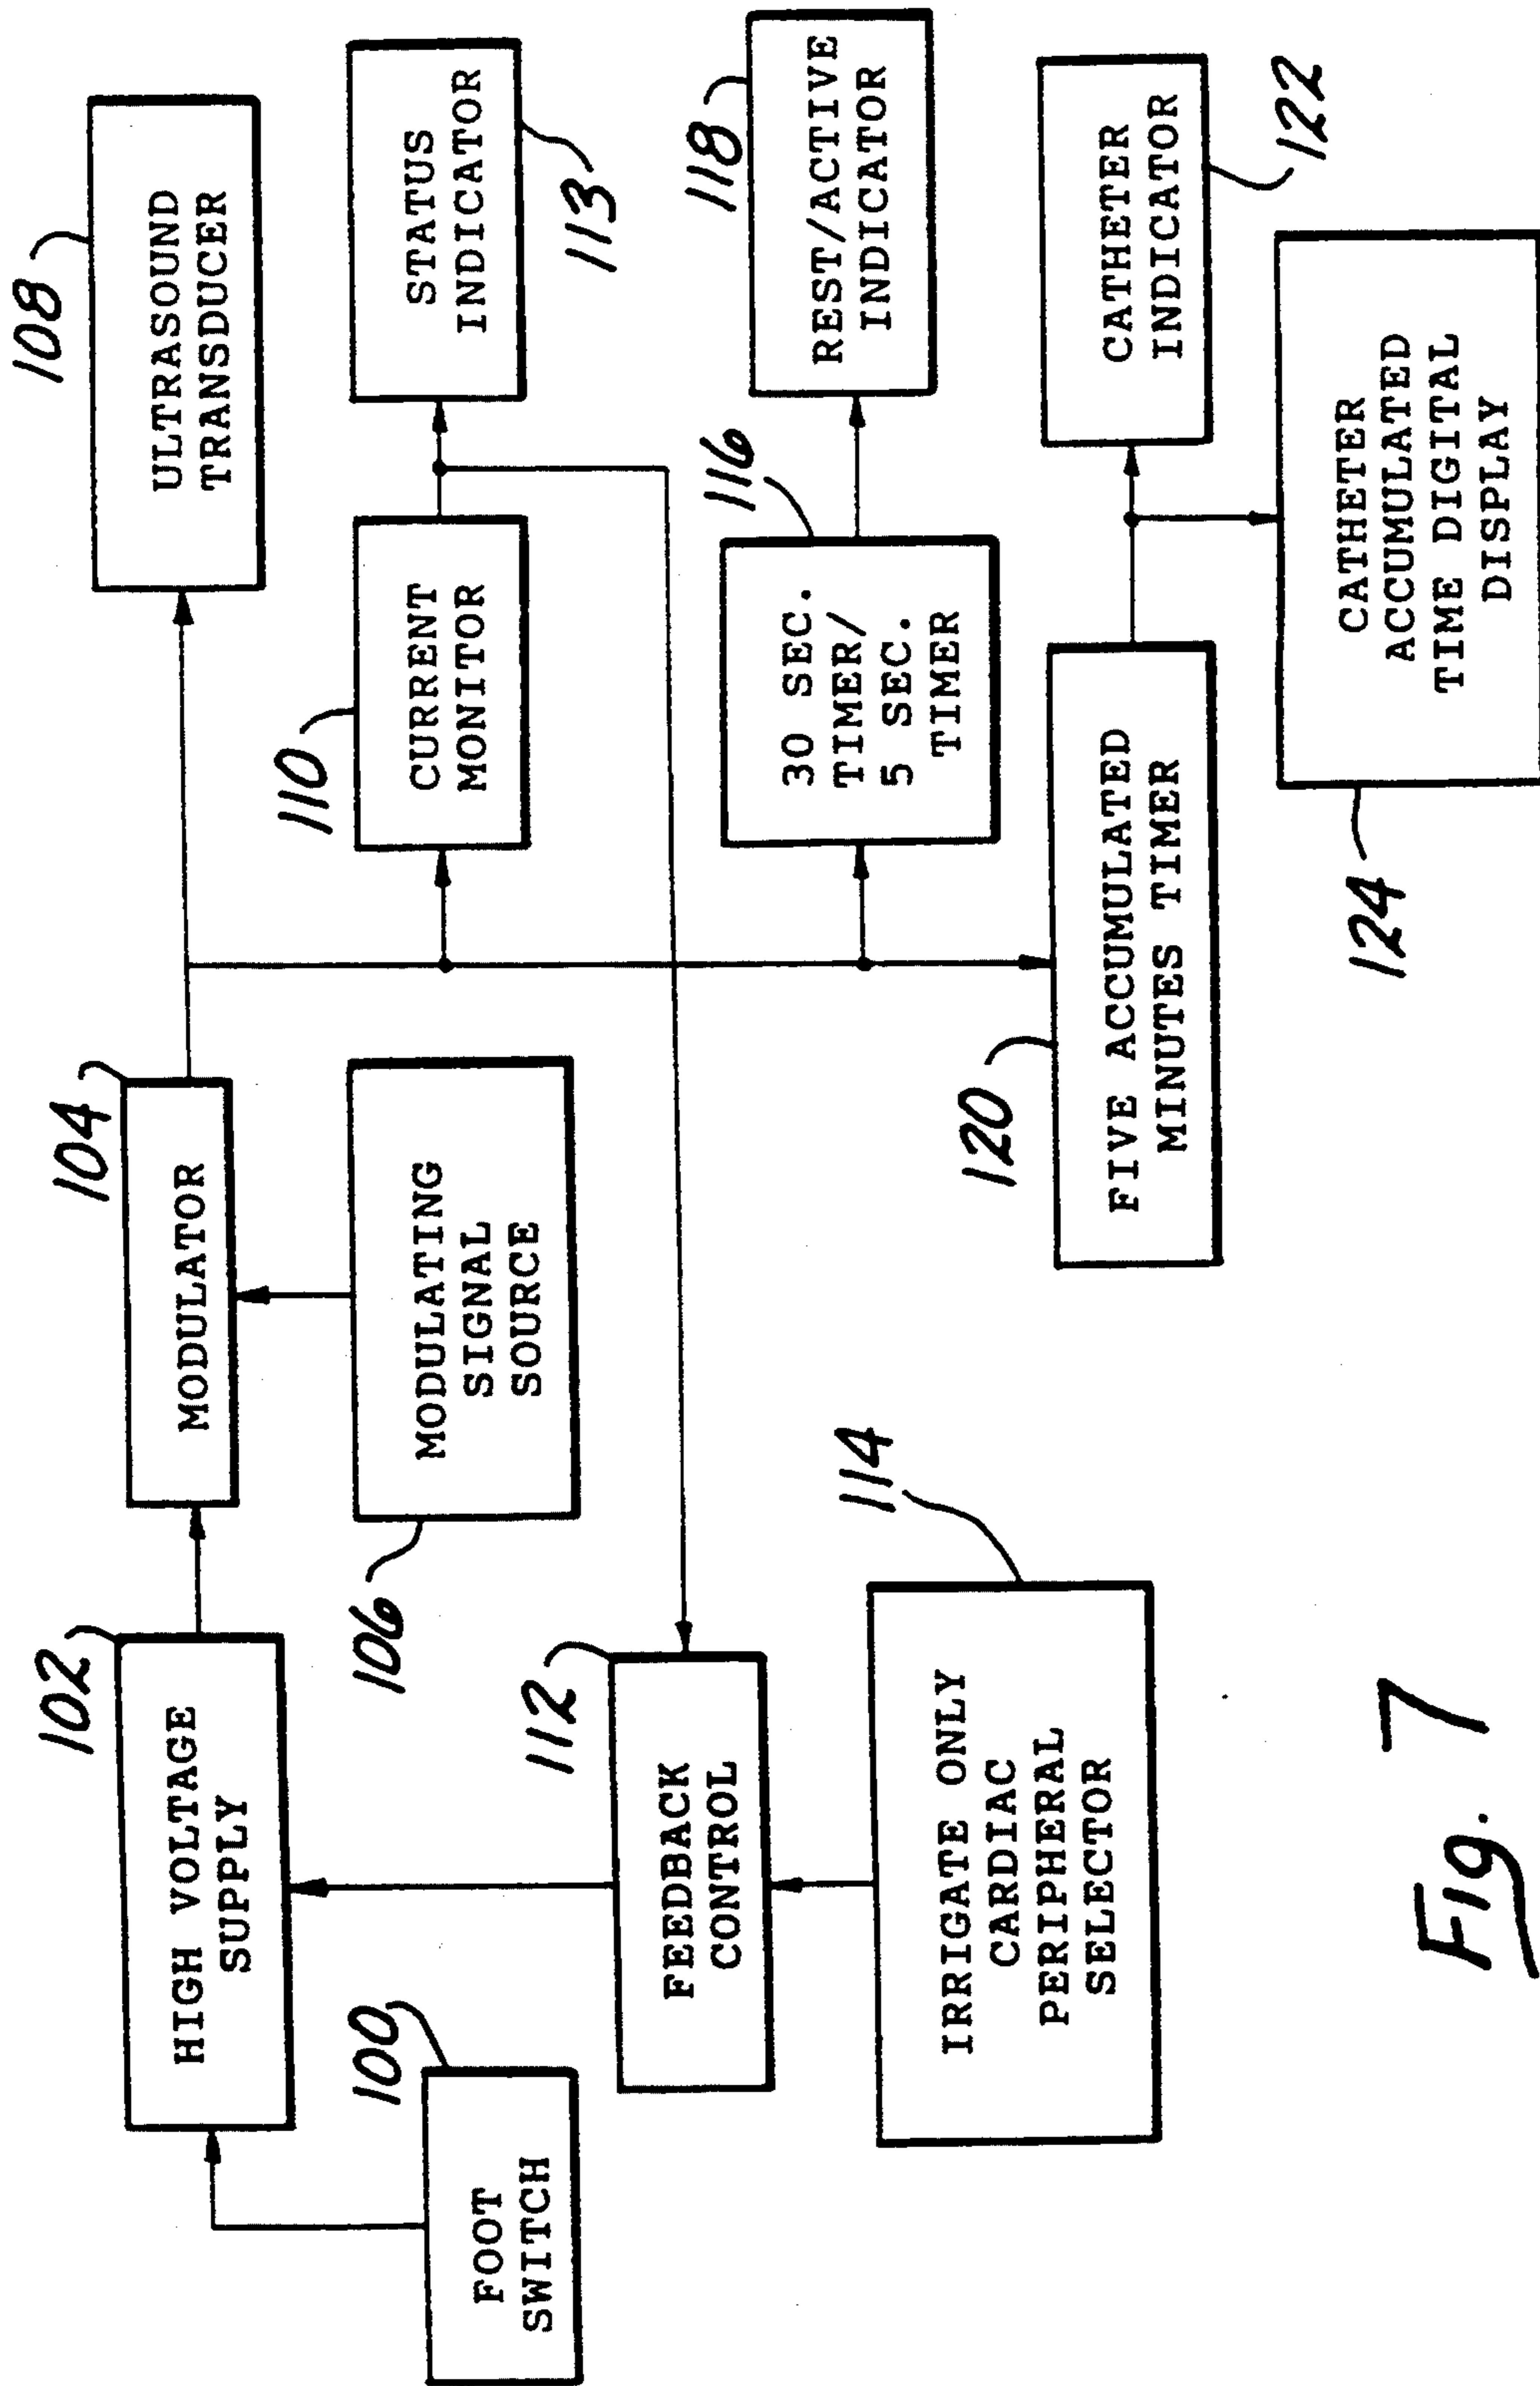 108
ULTRASOUND
TRANSDUCER
104
MODULATOR
102
HIGH VOLTAGE
SUPPLY
100
FOOT
SWITCH
106
MODULATING
SIGNAL
SOURCE
110
CURRENT
MONITOR
STATUS
INDICATOR
113
112
FEEDBACK
CONTROL
114
IRRIGATE ONLY
CARDIAC
PERIPHERAL
SELECTOR
116
30 SEC.
TIMER/
5 SEC.
TIMER
118
REST/ACTIVE
INDICATOR
120
FIVE ACCUMULATED
MINUTES TIMER
CATHETER
INDICATOR
122
CATHETER
ACCUMULATED
TIME DIGITAL
DISPLAY
124
Fig. 7